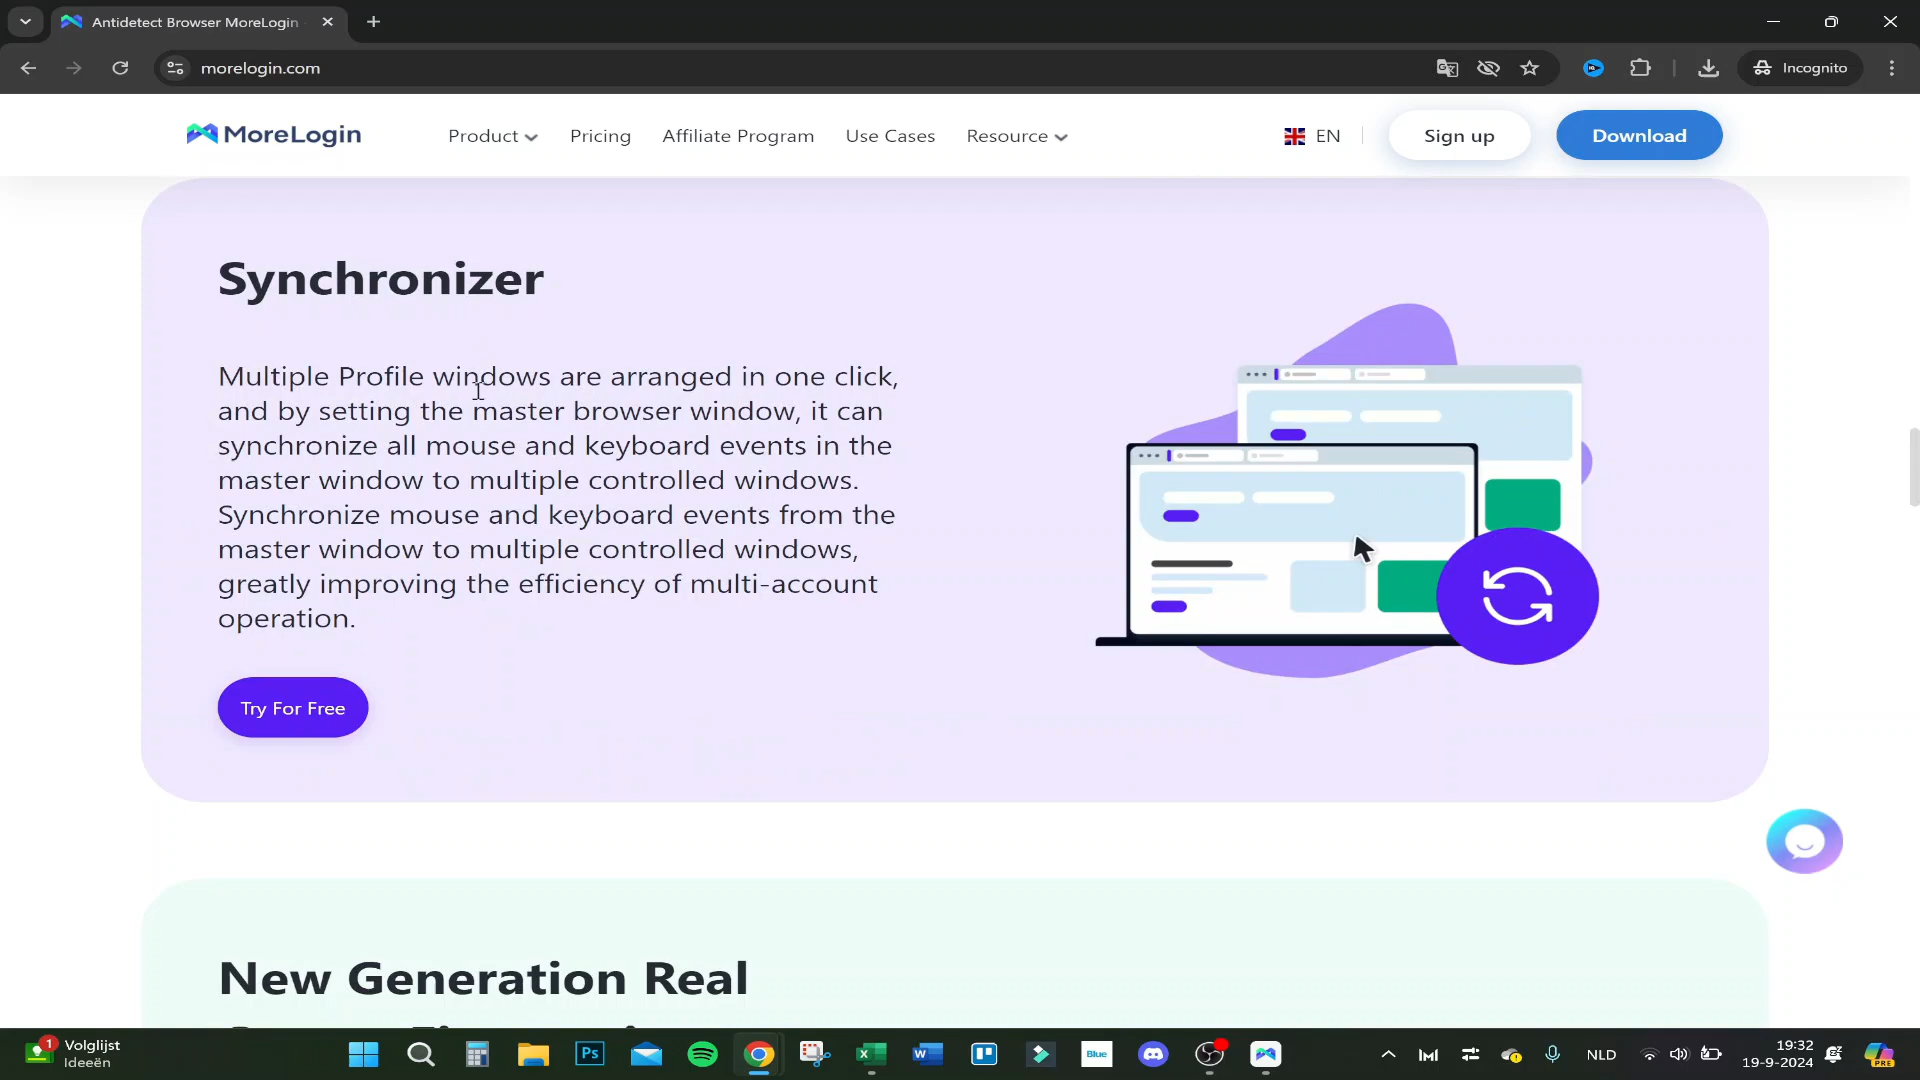 Antidetect Browser MoreLogin
morelogin.com
Incognito
MoreLogin
Product
Pricing
Affiliate Program
Use Cases
Resource
EN
Sign up
Download
Synchronizer
Multiple Profile windows are arranged in one click,
and by setting the master browser window, it can
synchronize all mouse and keyboard events in the
master window to multiple controlled windows.
Synchronize mouse and keyboard events from the
master window to multiple controlled windows,
greatly improving the efficiency of multi-account
operation.
Try For Free
New Generation Real
1
Volglijst
Ideeën
Ps
Blue
NLD
19:32
19-9-2024
PRE